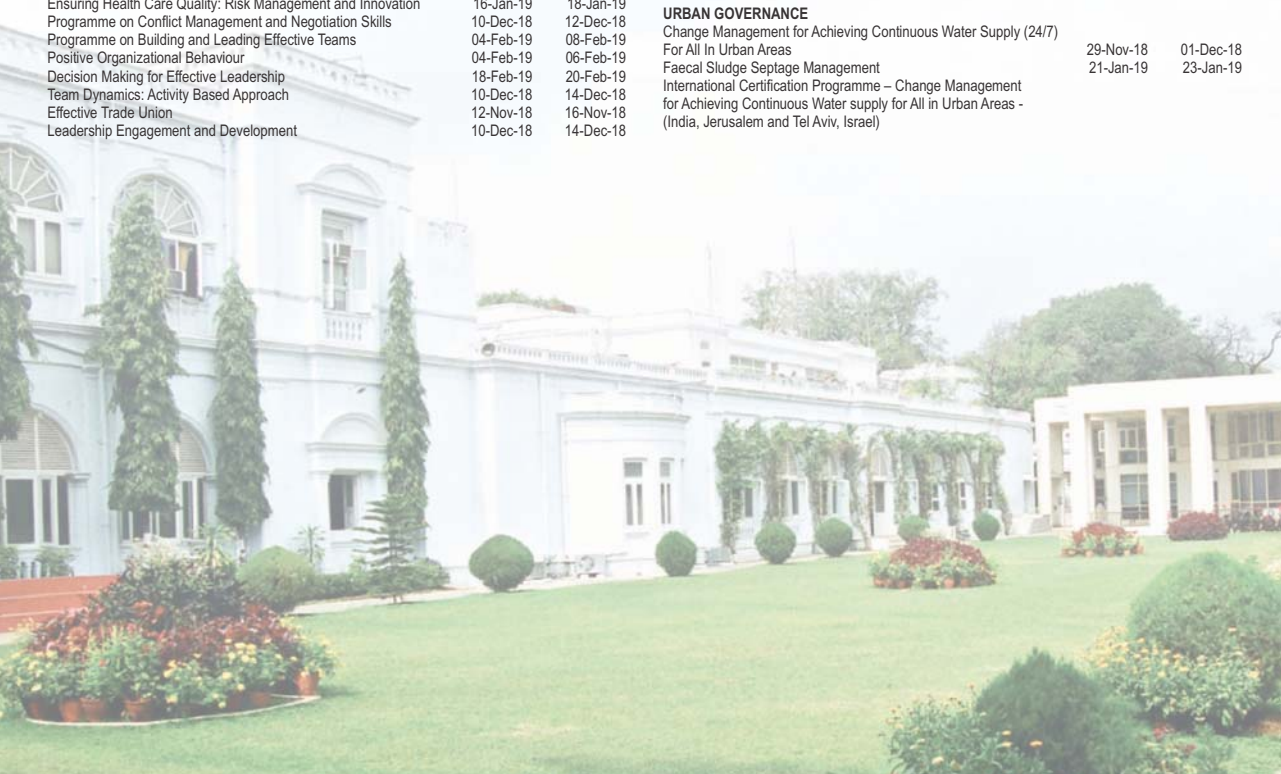 Ensuring Health Care Quality: Risk Management and Innovation 16-Jan-19 18-Jan-19
Programme on Conflict Management and Negotiation Skills 10-Dec-18 12-Dec-18
Programme on Building and Leading Effective Teams 04-Feb-19 08-Feb-19
Positive Organizational Behaviour 04-Feb-19 06-Feb-19
Decision Making for Effective Leadership 18-Feb-19 20-Feb-19
Team Dynamics: Activity Based Approach 10-Dec-18 14-Dec-18
Effective Trade Union 12-Nov-18 16-Nov-18
Leadership Engagement and Development 10-Dec-18 14-Dec-18
URBAN GOVERNANCE
Change Management for Achieving Continuous Water Supply (24/7)
For All In Urban Areas 29-Nov-18 01-Dec-18
Faecal Sludge Septage Management 21-Jan-19 23-Jan-19
International Certification Programme – Change Management
for Achieving Continuous Water supply for All in Urban Areas -
(India, Jerusalem and Tel Aviv, Israel)